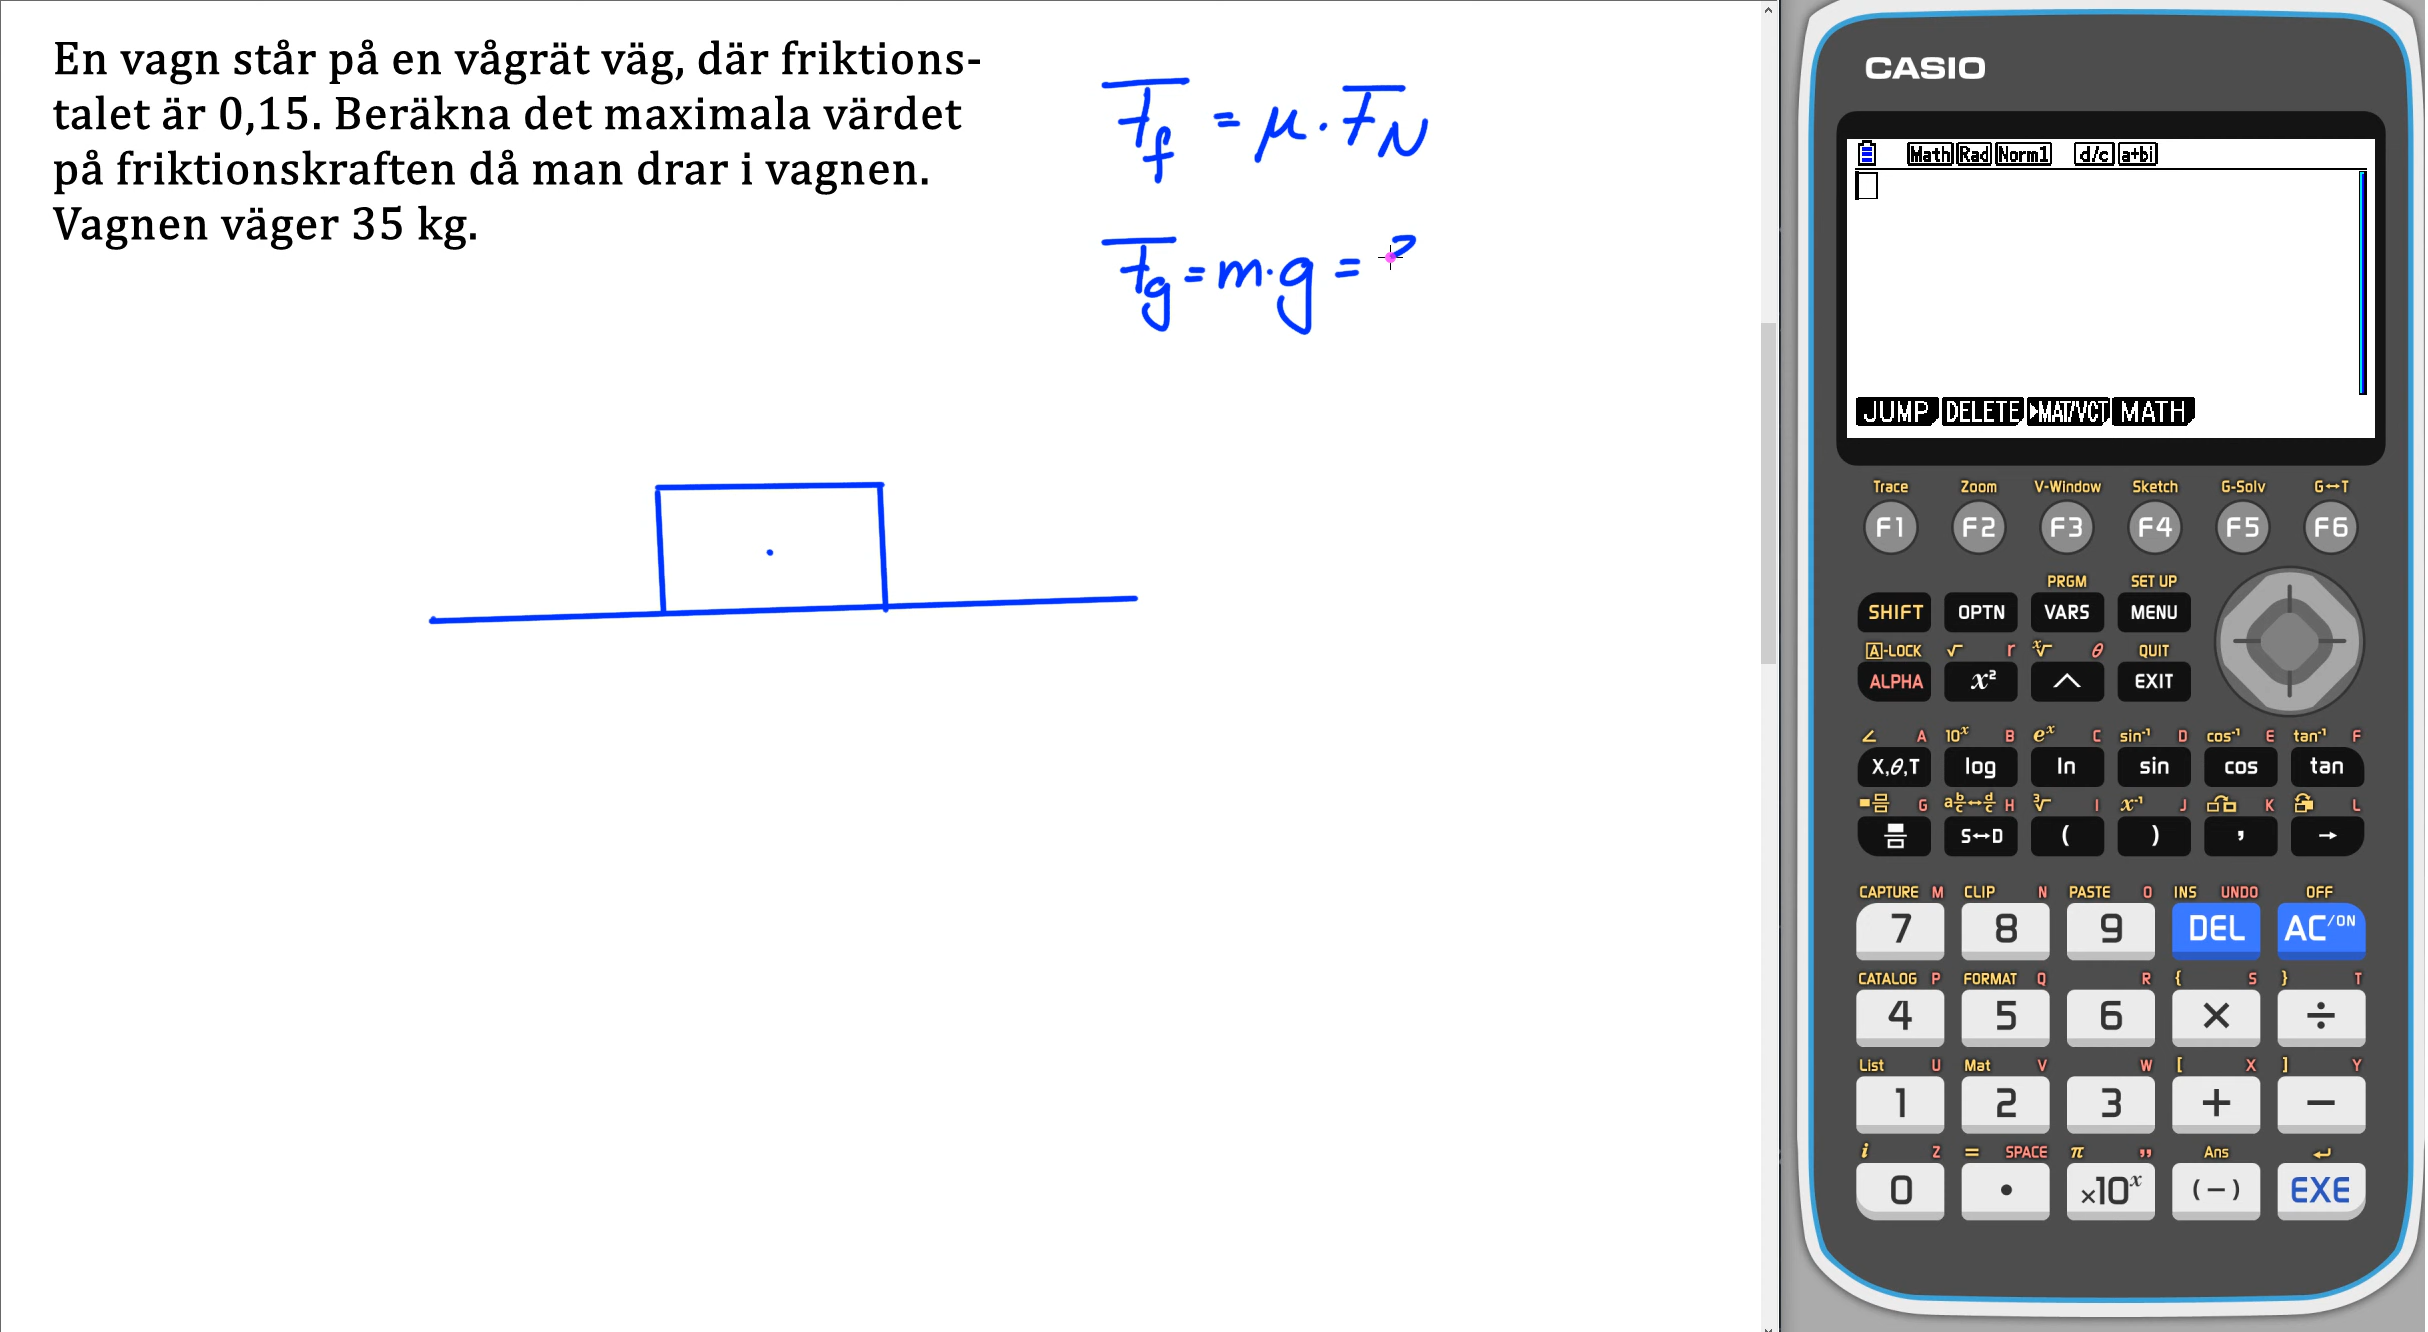 En vagn står på en vågrät väg, där friktions-
talet är 0,15. Beräkna det maximala värdet
på friktionskraften då man drar i vagnen.
Vagnen väger 35 kg.
F_f = μ · F_N
F_g = m · g =
CASIO
Math Rad Norm1 d/c a+bi
JUMP DELETE ▶MAT/VCT MATH
Trace Zoom V-Window Sketch G-Solv G↔T
F1 F2 F3 F4 F5 F6
PRGM SET UP
SHIFT OPTN VARS MENU
A-LOCK √ r ˣ√ θ QUIT
ALPHA x² ^ EXIT
∠ A 10ˣ B eˣ C sin⁻¹ D cos⁻¹ E tan⁻¹ F
X,θ,T log ln sin cos tan
G a b/c↔d/c H ³√ I x⁻¹ J K L
S↔D ( ) , →
CAPTURE M CLIP N PASTE O INS UNDO OFF
7 8 9 DEL AC/ON
CATALOG P FORMAT Q R { S } T
4 5 6 × ÷
List U Mat V W [ X ] Y
1 2 3 + −
i Z = SPACE π " Ans ↵
0 • ×10ˣ (−) EXE